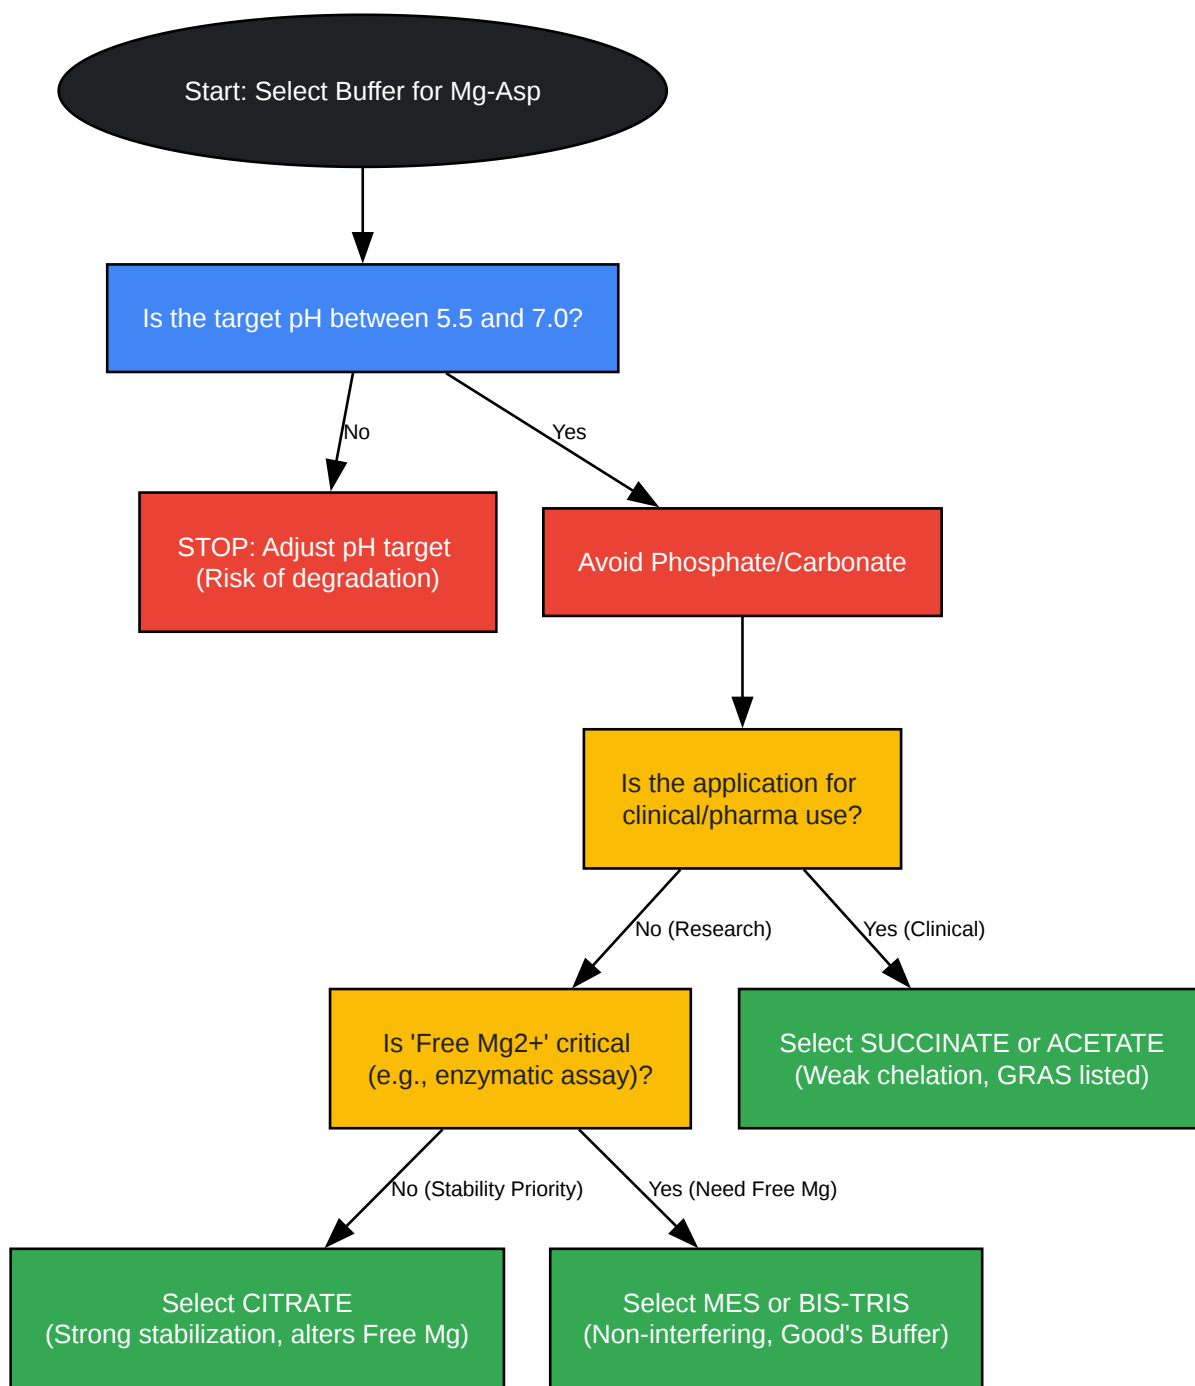 Start: Select Buffer for Mg-Asp
Is the target pH between 5.5 and 7.0?
No
Yes
STOP: Adjust pH target
(Risk of degradation)
Avoid Phosphate/Carbonate
Is the application for
clinical/pharma use?
No (Research)
Yes (Clinical)
Is 'Free Mg2+' critical
(e.g., enzymatic assay)?
Select SUCCINATE or ACETATE
(Weak chelation, GRAS listed)
No (Stability Priority)
Yes (Need Free Mg)
Select CITRATE
(Strong stabilization, alters Free Mg)
Select MES or BIS-TRIS
(Non-interfering, Good's Buffer)